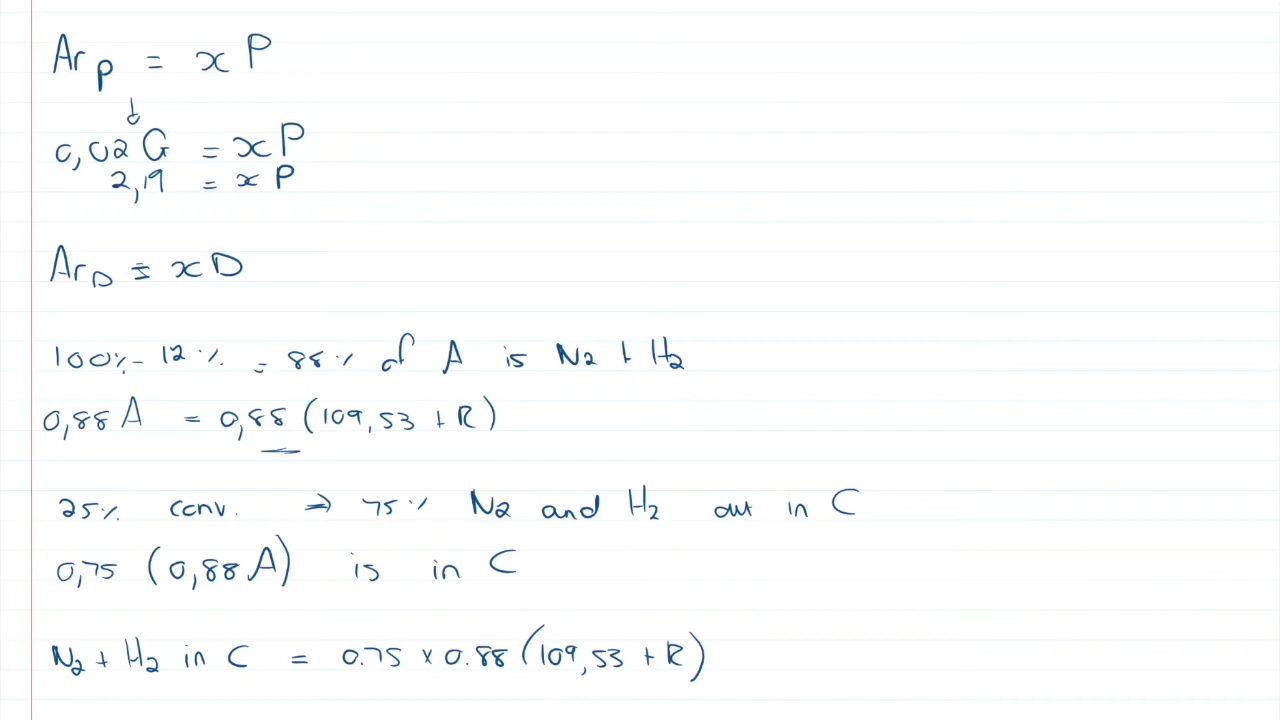 Ar_P = x P
↓
0,02 G = x P
2,19 = x P
Ar_D = x D
100% - 12% = 88% of A is N2 + H2
0,88 A = 0,88 (109,53 + R)
25% conv. ⇒ 75% N2 and H2 out in C
0,75 (0,88A) is in C
N2 + H2 in C = 0.75 x 0.88 (109,53 + R)